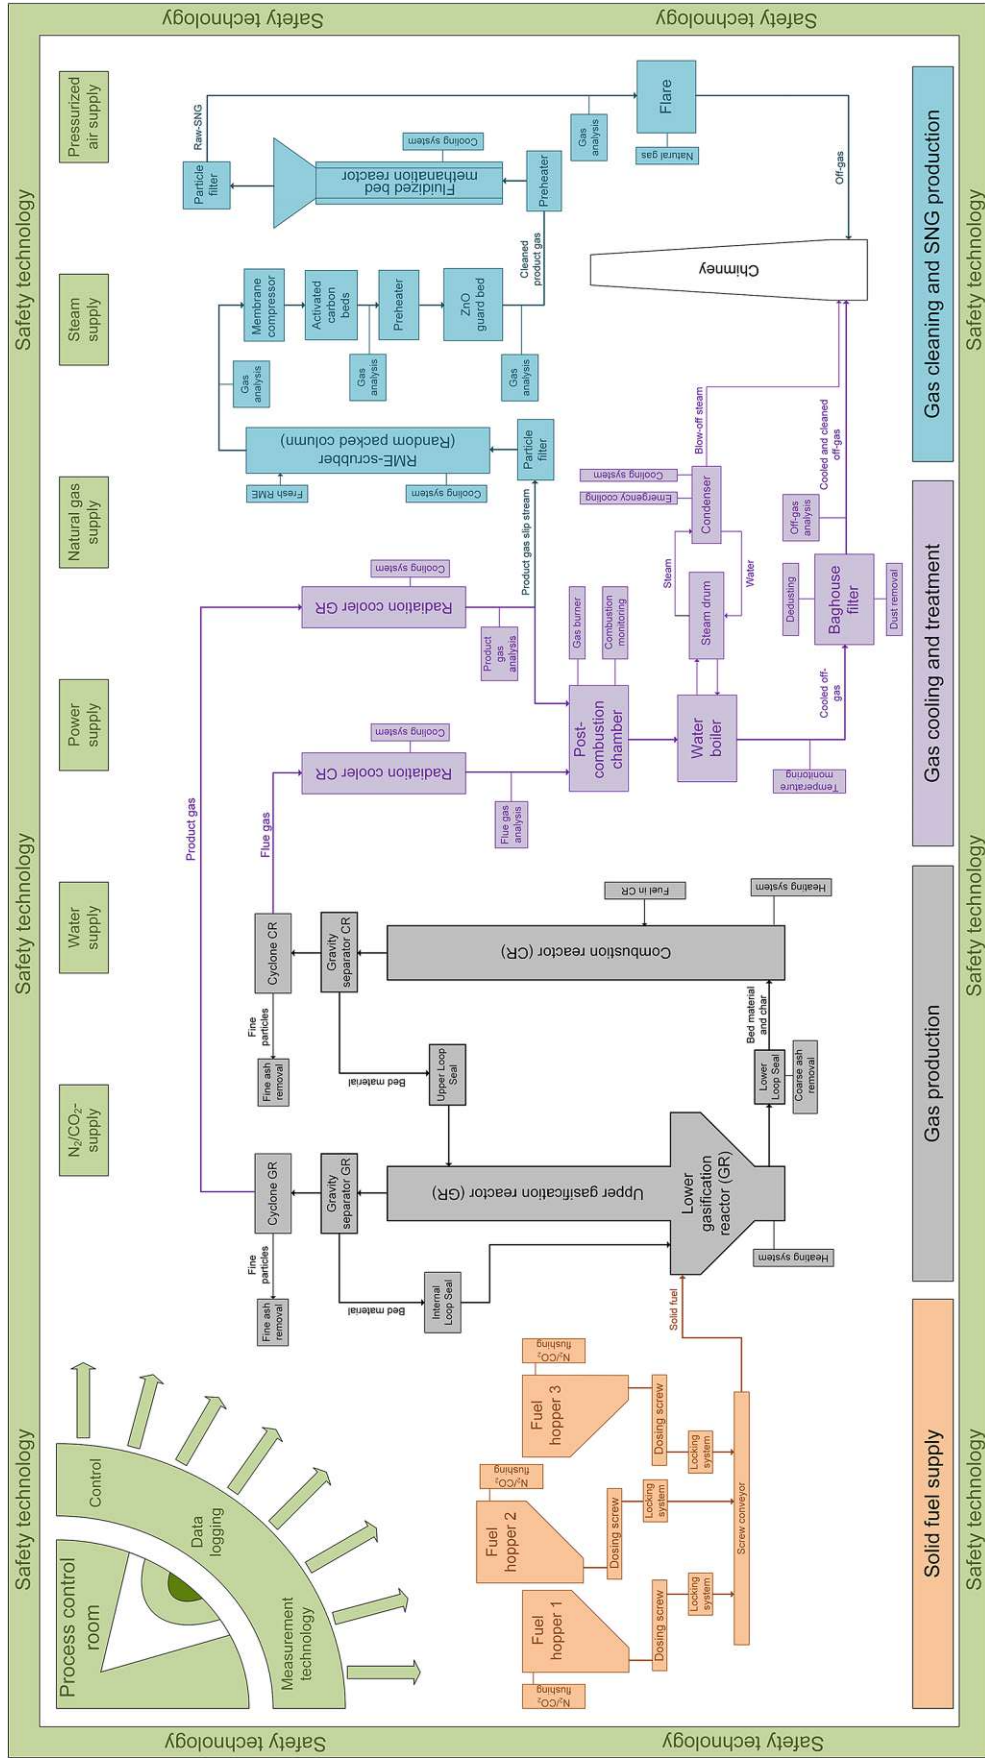 Safety technology
Safety technology
Safety technology
Safety technology
Safety technology
Process control
room
Control
Data
logging
Measurement
technology
N₂/CO₂-
supply
Water
supply
Power
supply
Natural gas
supply
Steam
supply
Pressurized
air supply
N₂/CO₂
flushing
Fuel
hopper 1
Dosing screw
Locking
system
N₂/CO₂
flushing
Fuel
hopper 2
Dosing screw
Locking
system
N₂/CO₂
flushing
Fuel
hopper 3
Dosing screw
Locking
system
Screw conveyor
Solid fuel
Fine ash
removal
Fine
particles
Cyclone GR
Gravity
separator GR
Bed material
Internal
Loop Seal
Upper gasification reactor (GR)
Lower
gasification
reactor (GR)
Heating system
Fine ash
removal
Fine
particles
Cyclone CR
Gravity
separator CR
Bed material
Upper Loop
Seal
Lower
Loop Seal
Coarse ash
removal
Bed material
and char
Combustion reactor (CR)
Fuel in CR
Heating system
Product gas
Flue gas
Radiation cooler CR
Cooling system
Flue gas
analysis
Radiation cooler GR
Cooling system
Product
gas
analysis
Product gas slip stream
Post-
combustion
chamber
Gas burner
Combustion
monitoring
Water
boiler
Steam drum
Steam
Water
Condenser
Emergency cooling
Cooling system
Blow-off steam
Temperature
monitoring
Cooled off-
gas
Baghouse
filter
Dedusting
Dust removal
Off-gas
analysis
Cooled and cleaned
off-gas
Particle
filter
RME-scrubber
(Random packed column)
Fresh RME
Cooling system
Gas
analysis
Membrane
compressor
Activated
carbon
beds
Gas
analysis
Preheater
ZnO
guard bed
Gas
analysis
Cleaned
product gas
Preheater
Fluidized bed
methanation reactor
Cooling
system
Particle
filter
Raw-SNG
Gas
analysis
Flare
Natural gas
Off-gas
Chimney
Solid fuel supply
Gas production
Gas cooling and treatment
Gas cleaning and SNG production
Safety technology
Safety technology
Safety technology
Safety technology
Safety technology